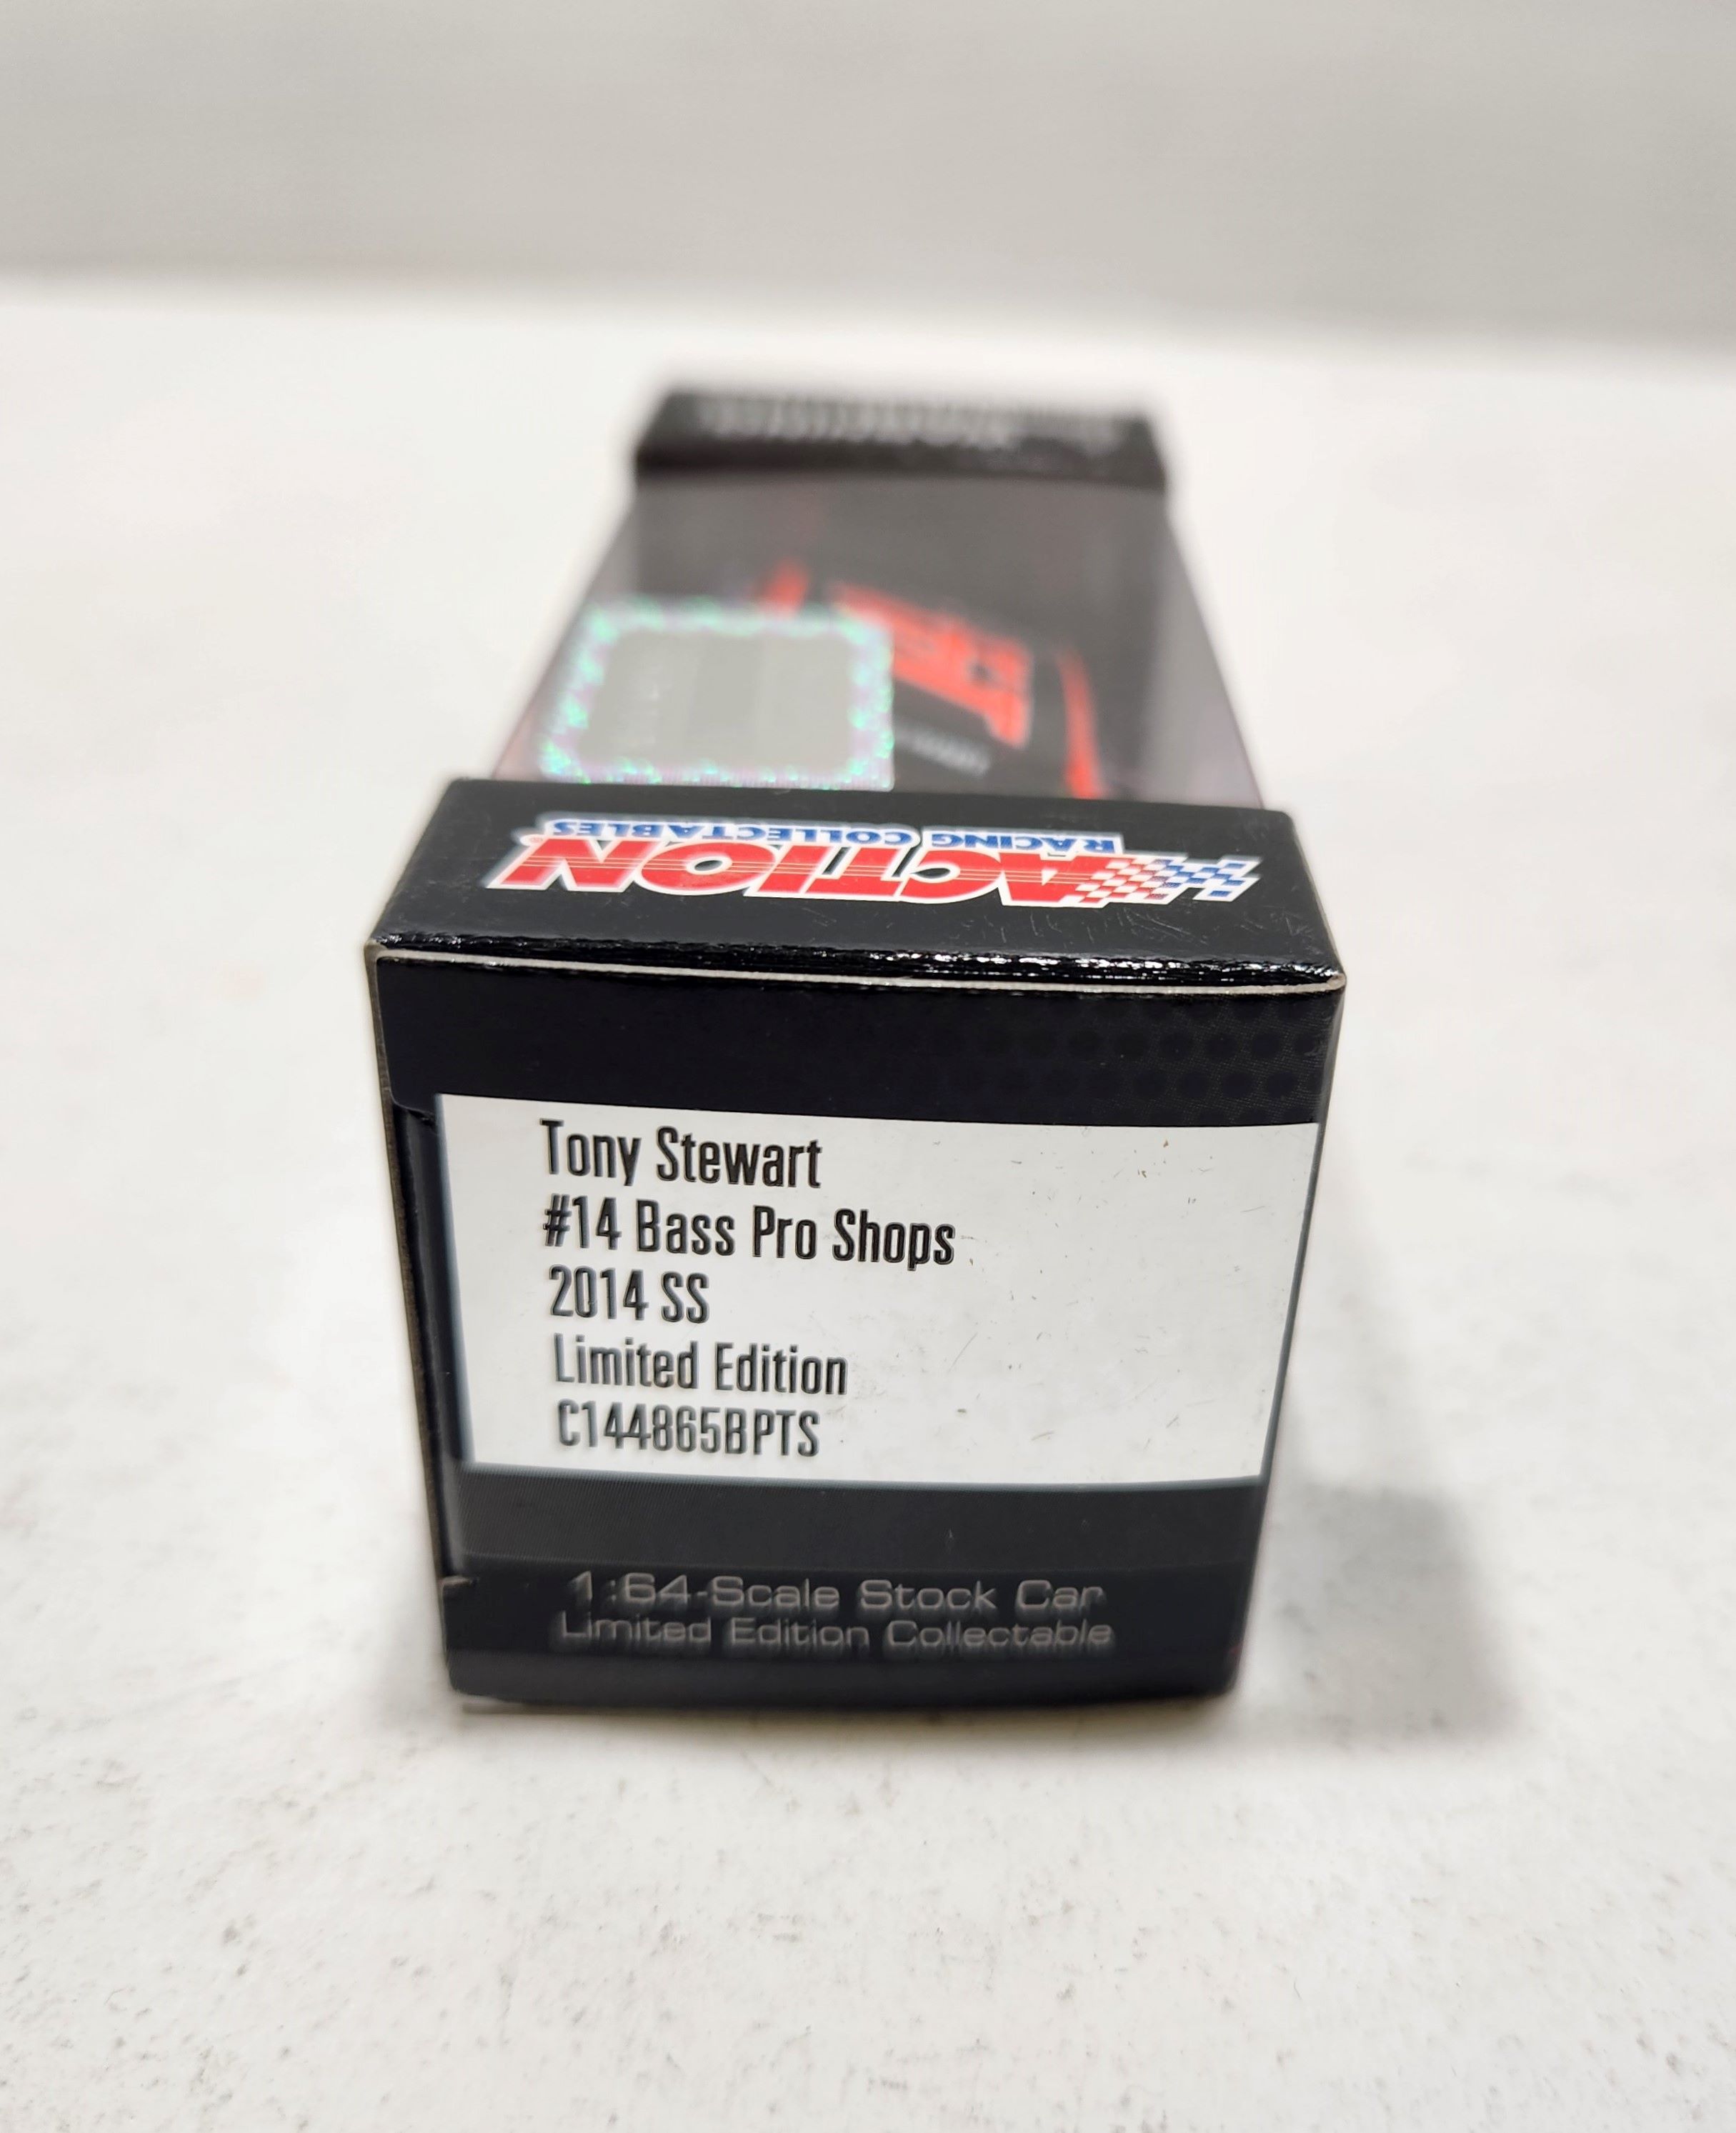 ACTION
RACING COLLECTABLES
Tony Stewart
#14 Bass Pro Shops
2014 SS
Limited Edition
C144865BPTS
1:64-Scale Stock Car
Limited Edition Collectable